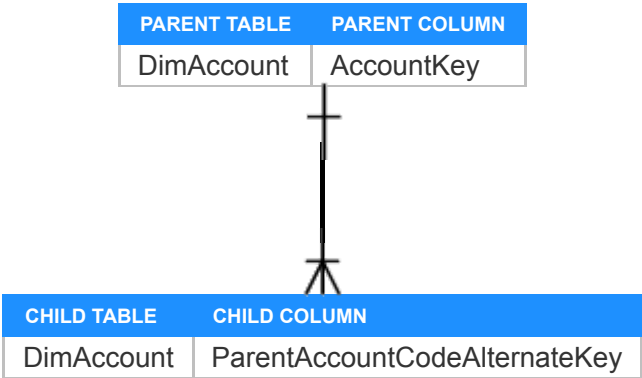 PARENT TABLE PARENT COLUMN
DimAccount AccountKey
CHILD TABLE CHILD COLUMN
DimAccount ParentAccountCodeAlternateKey